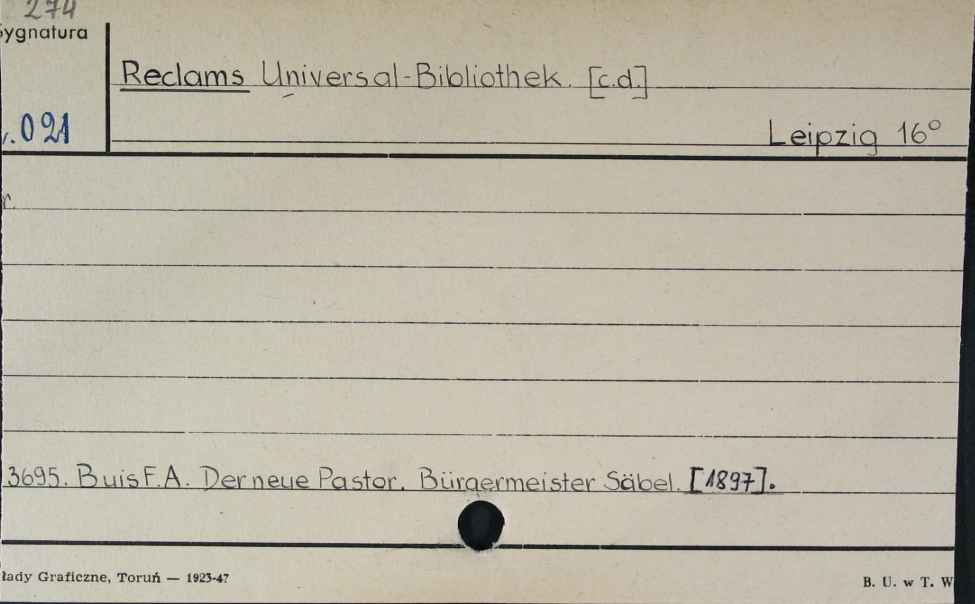 274
Sygnatura
Reclams Universal-Bibliothek. [c.d.]
021
Leipzig 16°
3695. Buis F.A. Der neue Pastor. Bürgermeister Säbel. [1897].
łady Graficzne, Toruń — 1923-47
B. U. w T. W